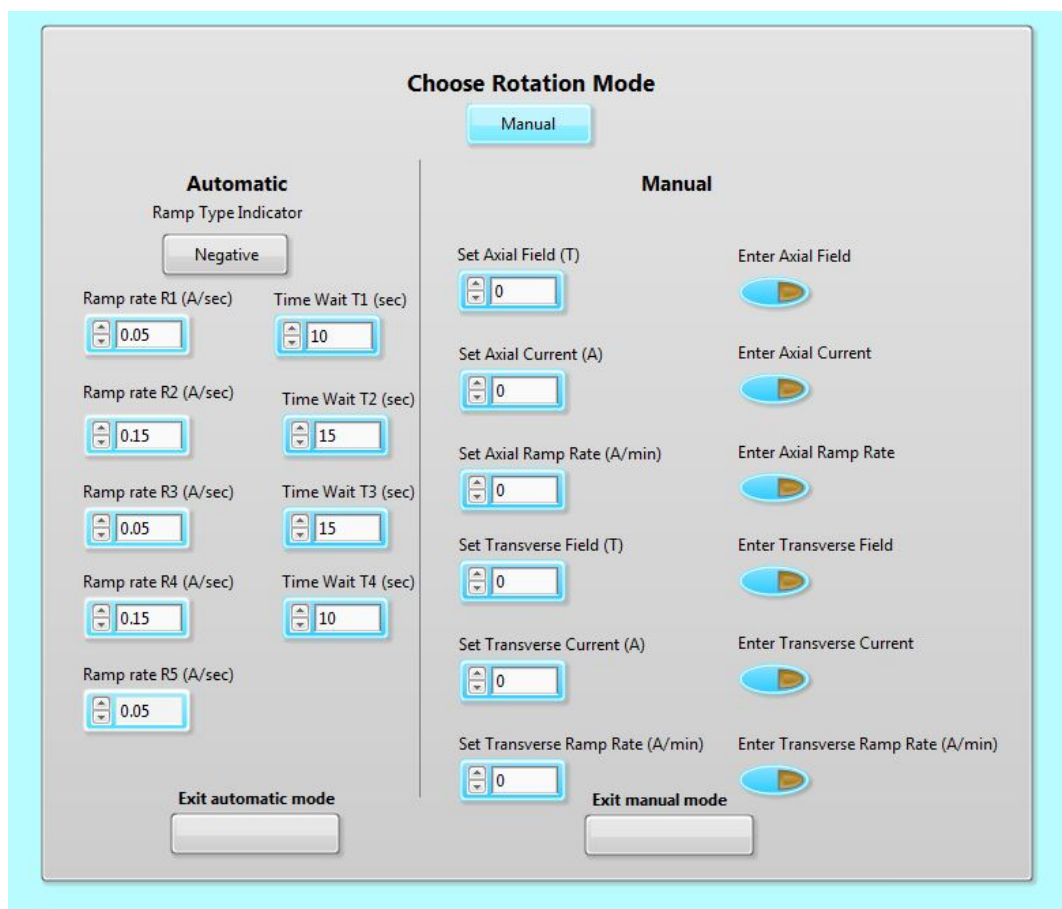 Choose Rotation Mode
Manual
Automatic
Ramp Type Indicator
Negative
Ramp rate R1 (A/sec) Time Wait T1 (sec)
0.05 10
Ramp rate R2 (A/sec) Time Wait T2 (sec)
0.15 15
Ramp rate R3 (A/sec) Time Wait T3 (sec)
0.05 15
Ramp rate R4 (A/sec) Time Wait T4 (sec)
0.15 10
Ramp rate R5 (A/sec)
0.05
Exit automatic mode
Manual
Set Axial Field (T) Enter Axial Field
0
Set Axial Current (A) Enter Axial Current
0
Set Axial Ramp Rate (A/min) Enter Axial Ramp Rate
0
Set Transverse Field (T) Enter Transverse Field
0
Set Transverse Current (A) Enter Transverse Current
0
Set Transverse Ramp Rate (A/min) Enter Transverse Ramp Rate (A/min)
0
Exit manual mode